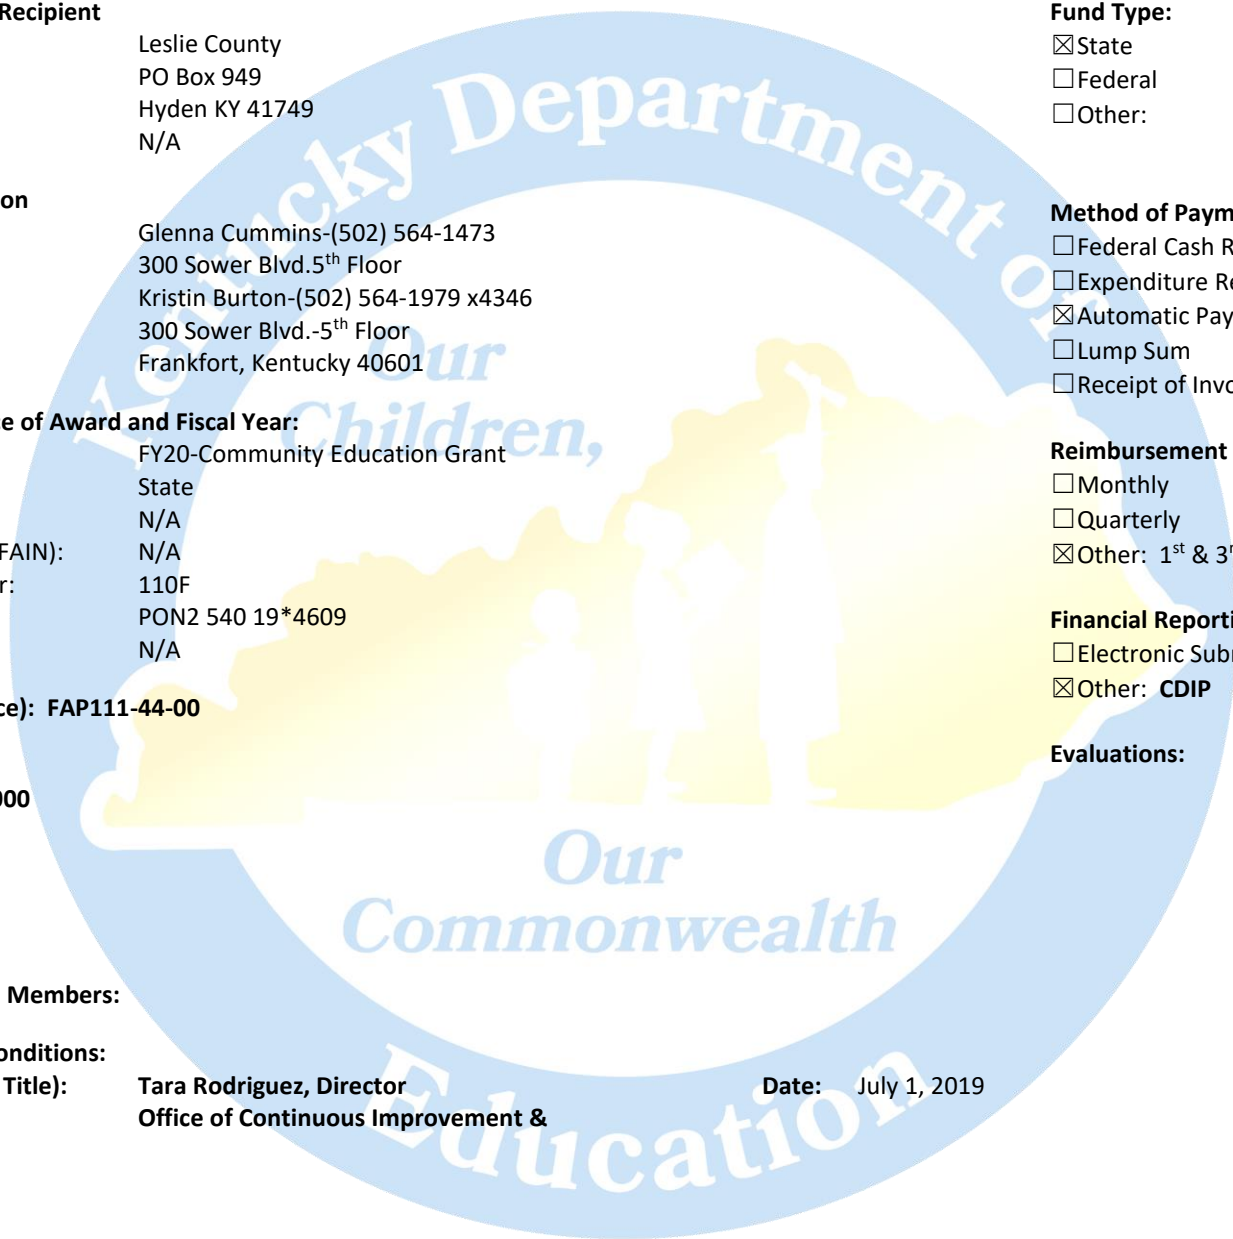 Recipient
Leslie County
PO Box 949
Hyden KY 41749
N/A
on
Glenna Cummins-(502) 564-1473
300 Sower Blvd.5th Floor
Kristin Burton-(502) 564-1979 x4346
300 Sower Blvd.-5th Floor
Frankfort, Kentucky 40601
e of Award and Fiscal Year:
FY20-Community Education Grant
State
N/A
FAIN): N/A
r: 110F
PON2 540 19*4609
N/A
ce): FAP111-44-00
000
Members:
onditions:
Title): Tara Rodriguez, Director Date: July 1, 2019
Office of Continuous Improvement &
Fund Type:
☒State
☐Federal
☐Other:
Method of Paym
☐Federal Cash R
☐Expenditure Re
☒Automatic Pay
☐Lump Sum
☐Receipt of Invo
Reimbursement
☐Monthly
☐Quarterly
☒Other: 1st & 3r
Financial Reporti
☐Electronic Sub
☒Other: CDIP
Evaluations:
Kentucky Department of
Education
Our
Children,
Our
Commonwealth